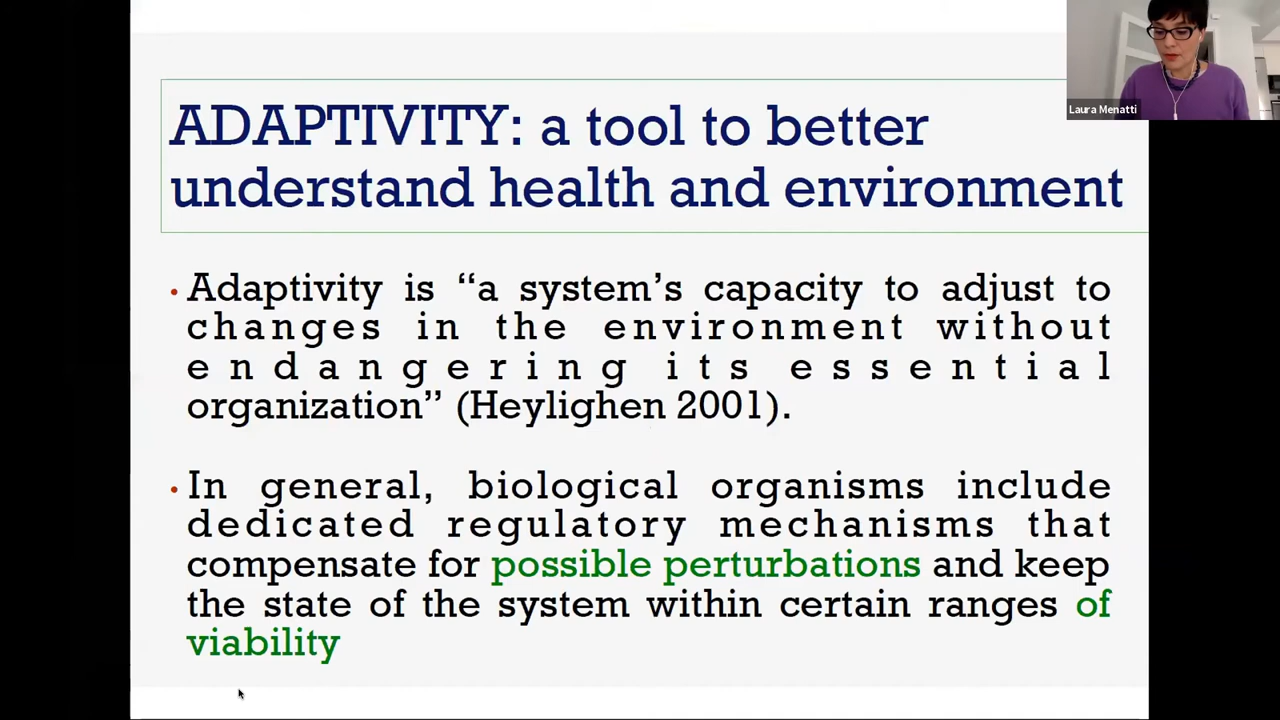 Laura Menatti
ADAPTIVITY: a tool to better
understand health and environment
• Adaptivity is “a system’s capacity to adjust to
changes in the environment without
endangering its essential
organization” (Heylighen 2001).
• In general, biological organisms include
dedicated regulatory mechanisms that
compensate for possible perturbations and keep
the state of the system within certain ranges of
viability